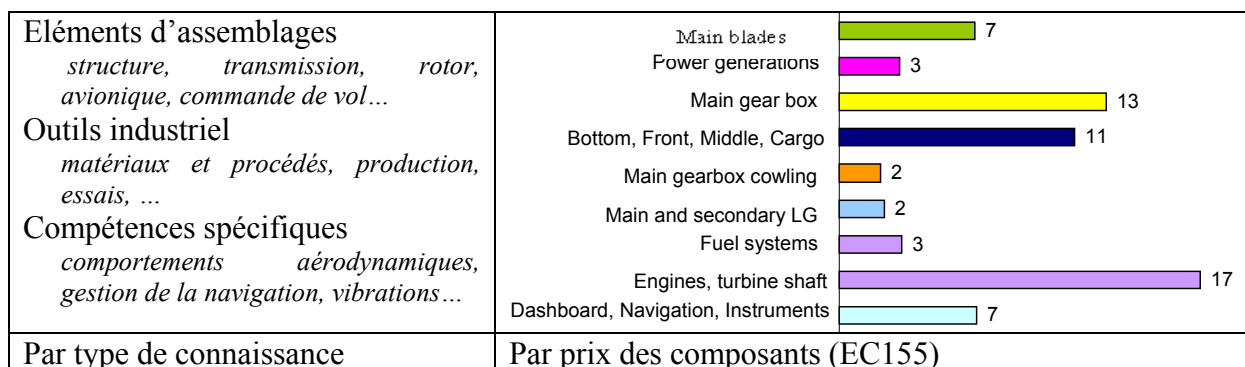 Eléments d’assemblages
structure, transmission, rotor,
avionique, commande de vol…
Outils industriel
matériaux et procédés, production,
essais, …
Compétences spécifiques
comportements aérodynamiques,
gestion de la navigation, vibrations…
Main blades 7
Power generations 3
Main gear box 13
Bottom, Front, Middle, Cargo 11
Main gearbox cowling 2
Main and secondary LG 2
Fuel systems 3
Engines, turbine shaft 17
Dashboard, Navigation, Instruments 7
Par type de connaissance
Par prix des composants (EC155)